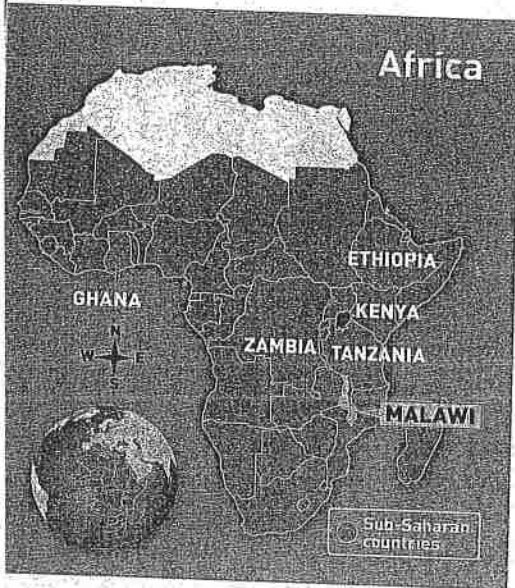 Africa
ETHIOPIA
GHANA
KENYA
N
W E
S
ZAMBIA
TANZANIA
MALAWI
Sub-Saharan
countries